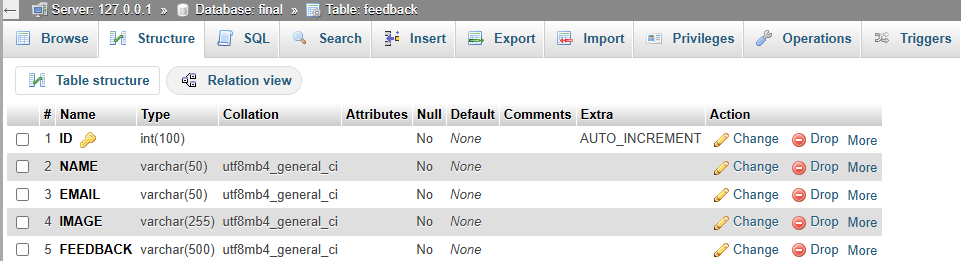 Server: 127.0.0.1 » Database: final » Table: feedback
Browse Structure SQL Search Insert Export Import Privileges Operations Triggers
Table structure Relation view
# Name Type Collation Attributes Null Default Comments Extra Action
1 ID int(100) No None AUTO_INCREMENT Change Drop More
2 NAME varchar(50) utf8mb4_general_ci No None Change Drop More
3 EMAIL varchar(50) utf8mb4_general_ci No None Change Drop More
4 IMAGE varchar(255) utf8mb4_general_ci No None Change Drop More
5 FEEDBACK varchar(500) utf8mb4_general_ci No None Change Drop More